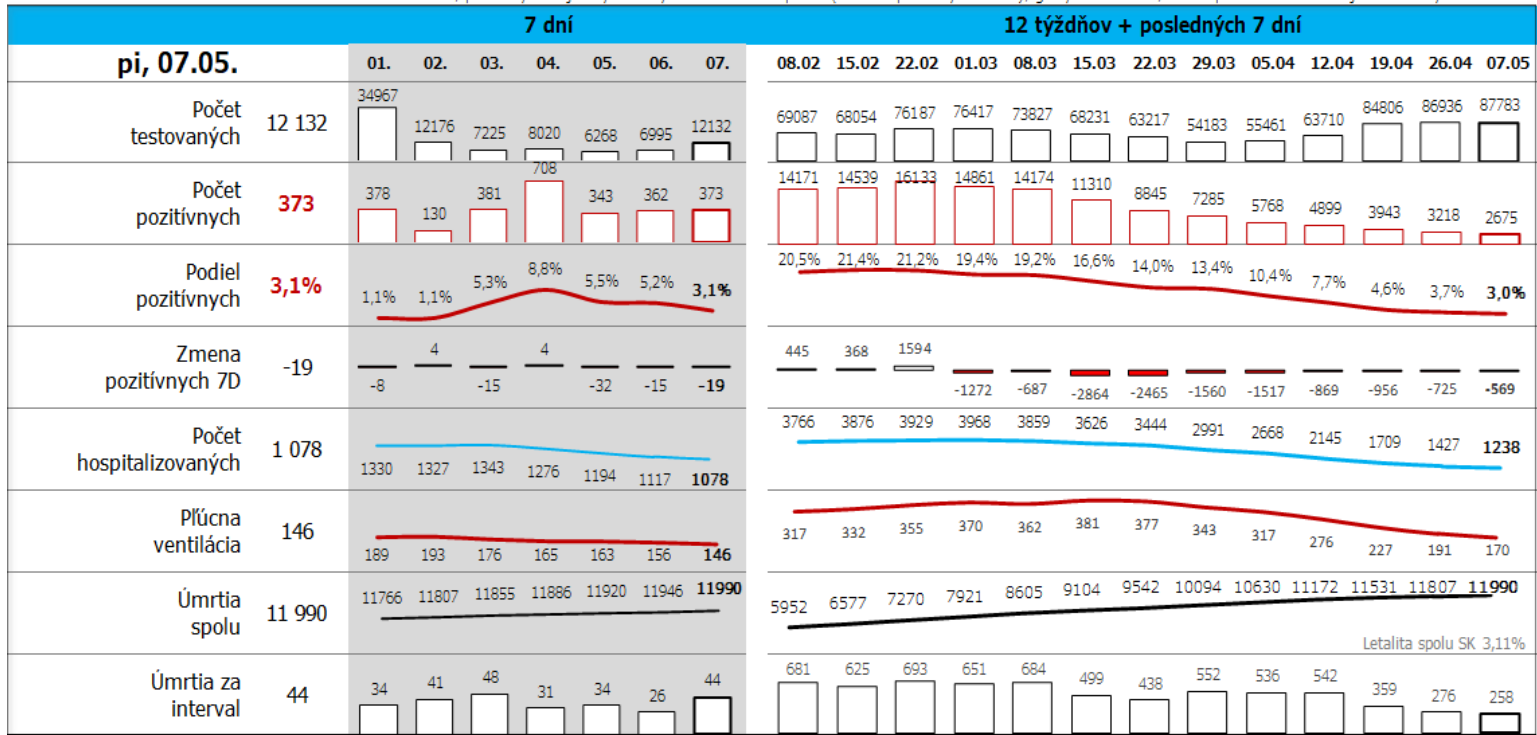 7 dní
12 týždňov + posledných 7 dní
pi, 07.05. 01. 02. 03. 04. 05. 06. 07. 08.02 15.02 22.02 01.03 08.03 15.03 22.03 29.03 05.04 12.04 19.04 26.04 07.05
Počet testovaných 12 132 34967 12176 7225 8020 6268 6995 12132 69087 68054 76187 76417 73827 68231 63217 54183 55461 63710 84806 86936 87783
Počet pozitívnych 373 378 130 381 708 343 362 373 14171 14539 16133 14861 14174 11310 8845 7285 5768 4899 3943 3218 2675
Podiel pozitívnych 3,1% 1,1% 1,1% 5,3% 8,8% 5,5% 5,2% 3,1% 20,5% 21,4% 21,2% 19,4% 19,2% 16,6% 14,0% 13,4% 10,4% 7,7% 4,6% 3,7% 3,0%
Zmena pozitívnych 7D -19 -8 4 -15 4 -32 -15 -19 445 368 1594 -1272 -687 -2864 -2465 -1560 -1517 -869 -956 -725 -569
Počet hospitalizovaných 1 078 1330 1327 1343 1276 1194 1117 1078 3766 3876 3929 3968 3859 3626 3444 2991 2668 2145 1709 1427 1238
Pľúcna ventilácia 146 189 193 176 165 163 156 146 317 332 355 370 362 381 377 343 317 276 227 191 170
Úmrtia spolu 11 990 11766 11807 11855 11886 11920 11946 11990 5952 6577 7270 7921 8605 9104 9542 10094 10630 11172 11531 11807 11990
Letalita spolu SK 3,11%
Úmrtia za interval 44 34 41 48 31 34 26 44 681 625 693 651 684 499 438 552 536 542 359 276 258